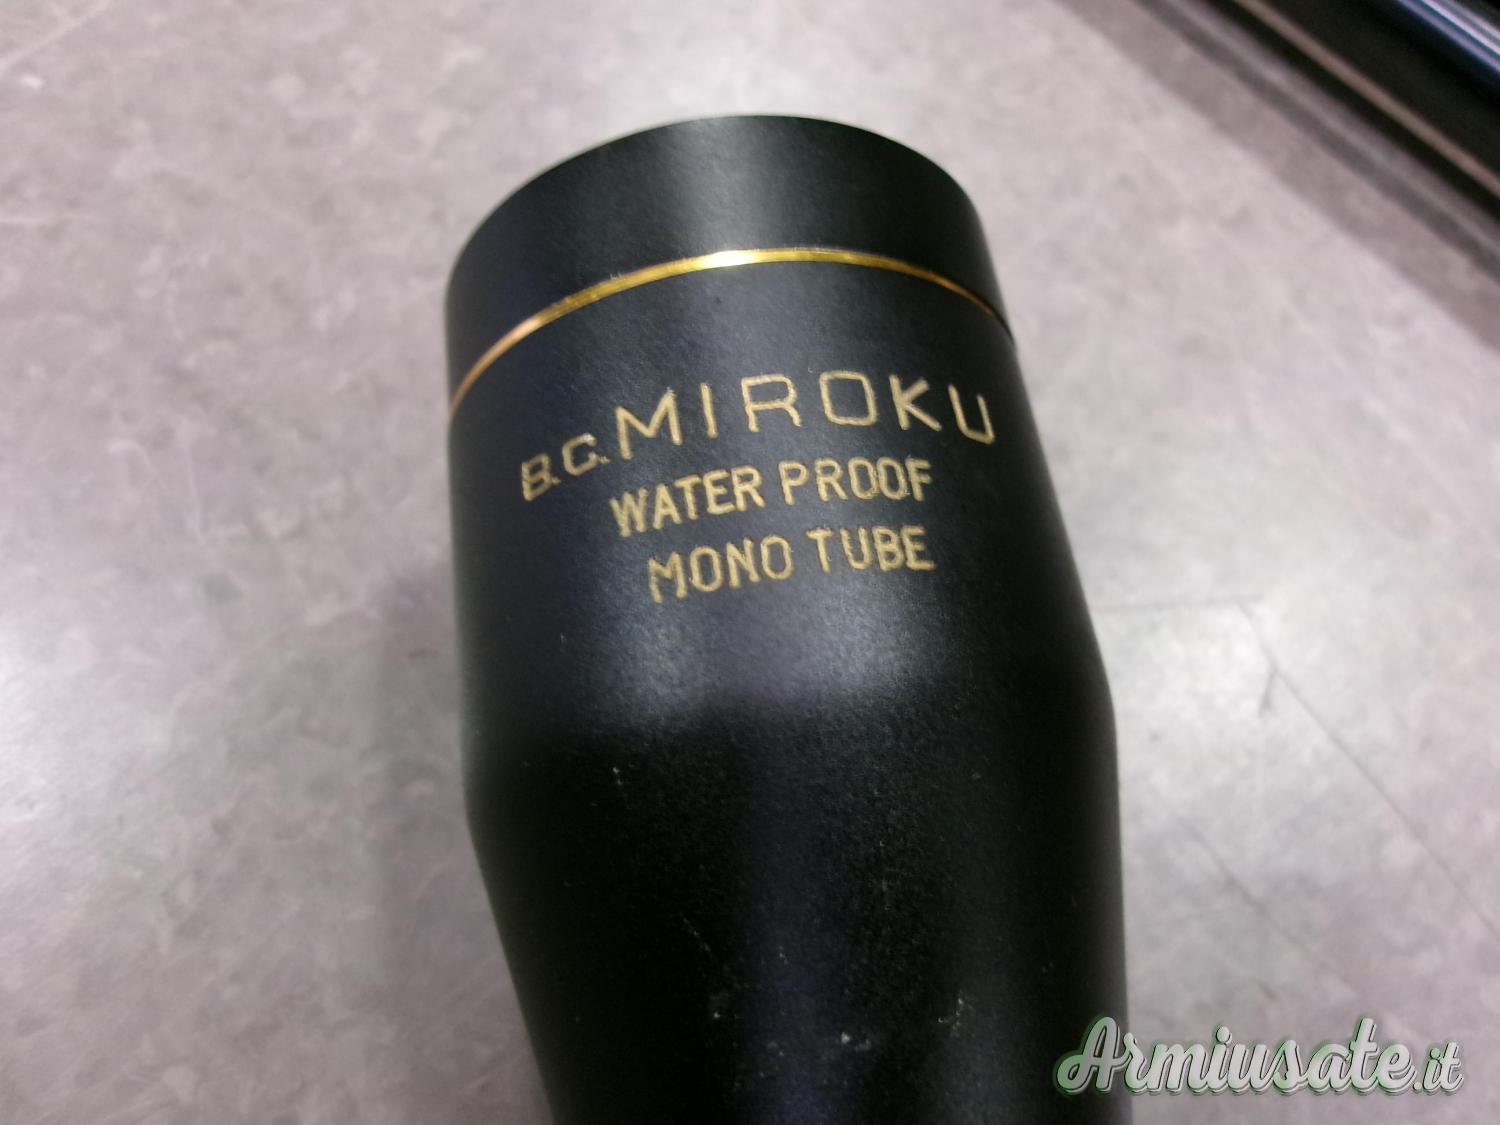 B.C. MIROKU
WATER PROOF
MONO TUBE
Armiusate.it